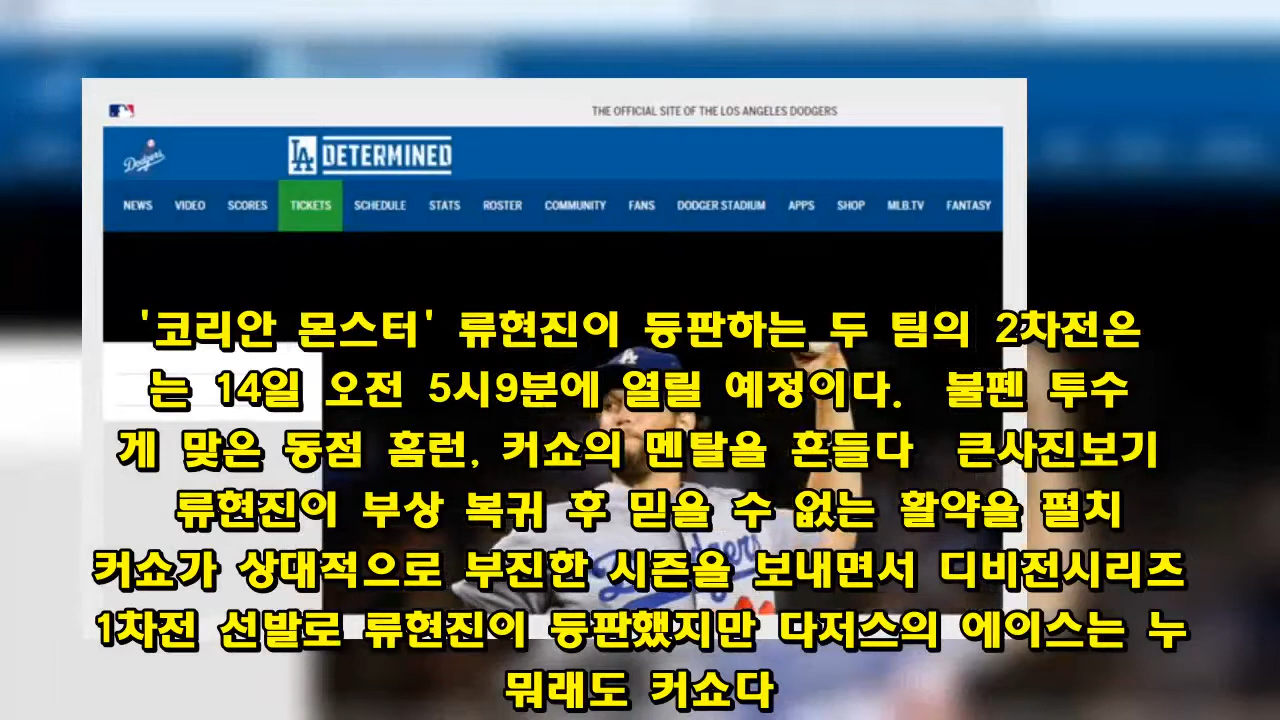 THE OFFICIAL SITE OF THE LOS ANGELES DODGERS
Dodgers LA DETERMINED
NEWS VIDEO SCORES TICKETS SCHEDULE STATS ROSTER COMMUNITY FANS DODGER STADIUM APPS SHOP MLB.TV FANTASY
'코리안 몬스터' 류현진이 등판하는 두 팀의 2차전은
는 14일 오전 5시9분에 열릴 예정이다. 불펜 투수
게 맞은 동점 홈런, 커쇼의 멘탈을 흔들다 큰사진보기
류현진이 부상 복귀 후 믿을 수 없는 활약을 펼치
커쇼가 상대적으로 부진한 시즌을 보내면서 디비전시리즈
1차전 선발로 류현진이 등판했지만 다저스의 에이스는 누
뭐래도 커쇼다
LA
Dodgers